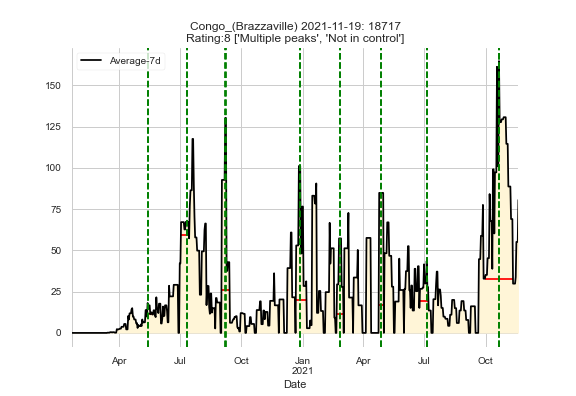 Congo_(Brazzaville) 2021-11-19: 18717
Rating:8 ['Multiple peaks', 'Not in control']
Average-7d
150
125
100
75
50
25
0
Apr Jul Oct Jan Apr Jul Oct
2021
Date